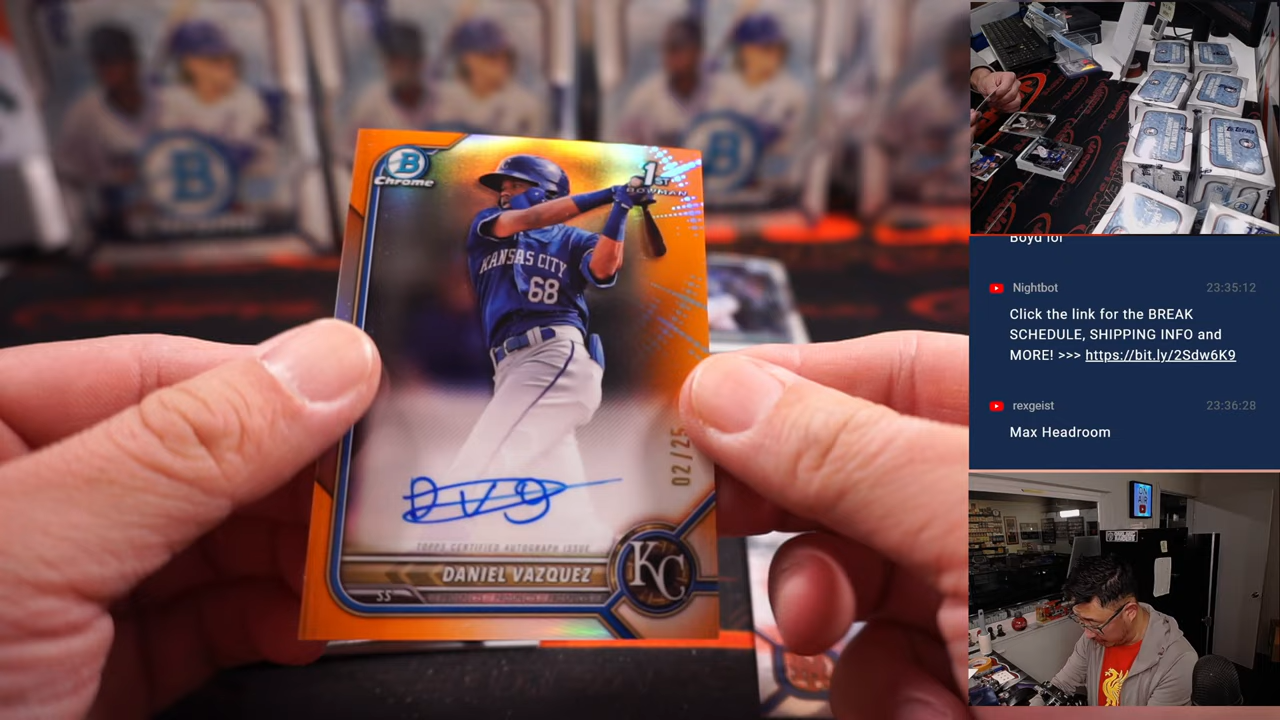 B
Chrome
1ST
BOWMAN
KANSAS CITY
68
02/25
TOPPS CERTIFIED AUTOGRAPH ISSUE
DANIEL VAZQUEZ
SS
KC
Boyd lol
Nightbot 23:35:12
Click the link for the BREAK
SCHEDULE, SHIPPING INFO and
MORE! >>> https://bit.ly/2Sdw6K9
rexgeist 23:36:28
Max Headroom
ON
AIR